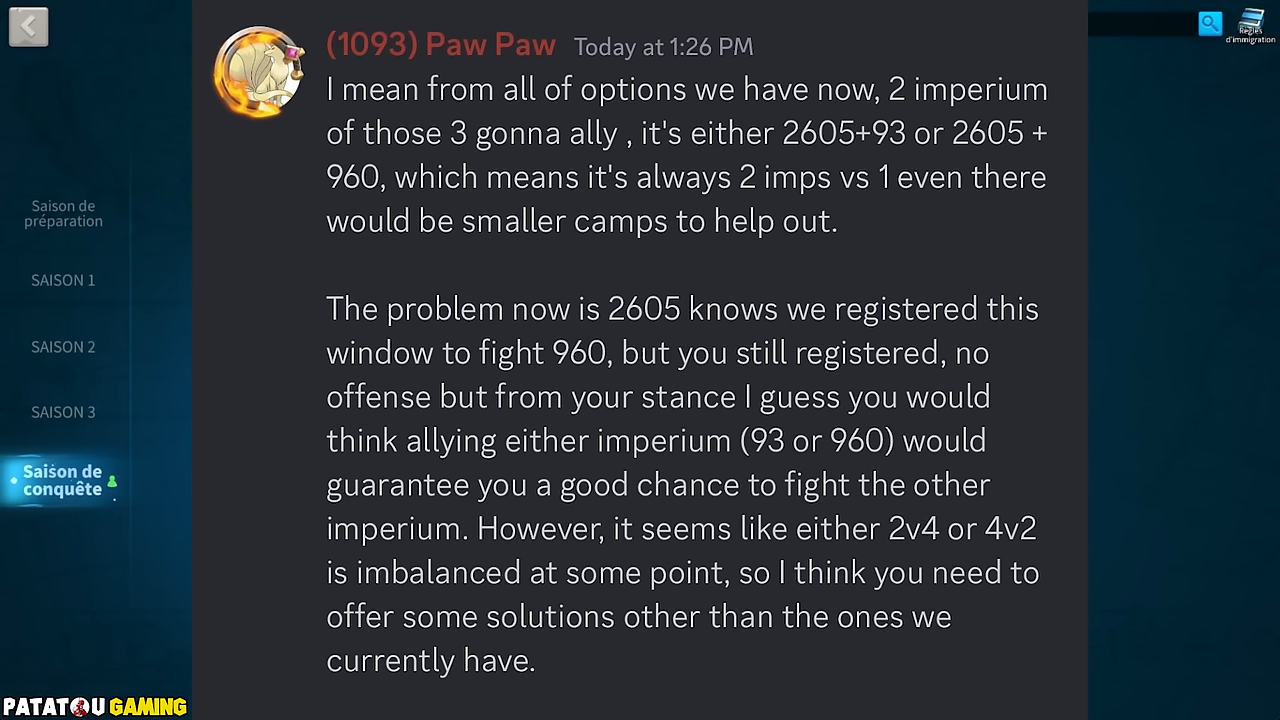 (1093) Paw Paw Today at 1:26 PM
I mean from all of options we have now, 2 imperium
of those 3 gonna ally , it's either 2605+93 or 2605 +
960, which means it's always 2 imps vs 1 even there
would be smaller camps to help out.
The problem now is 2605 knows we registered this
window to fight 960, but you still registered, no
offense but from your stance I guess you would
think allying either imperium (93 or 960) would
guarantee you a good chance to fight the other
imperium. However, it seems like either 2v4 or 4v2
is imbalanced at some point, so I think you need to
offer some solutions other than the ones we
currently have.
Saison de
préparation
SAISON 1
SAISON 2
SAISON 3
Saison de
conquête
Règles
d'immigration
PATATOU GAMING